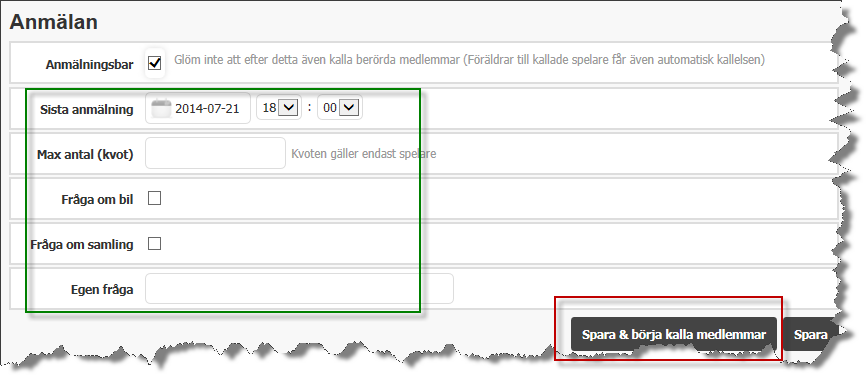 Anmälan
Anmälningsbar Glöm inte att efter detta även kalla berörda medlemmar (Föräldrar till kallade spelare får även automatisk kallelsen)
Sista anmälning 2014-07-21 18 : 00
Max antal (kvot) Kvoten gäller endast spelare
Fråga om bil
Fråga om samling
Egen fråga
Spara & börja kalla medlemmar Spara